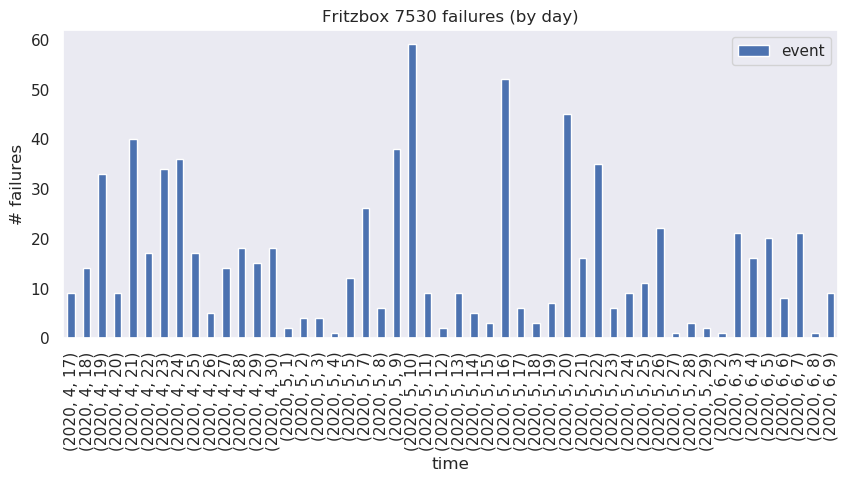 Fritzbox 7530 failures (by day)
event
# failures
60
50
40
30
20
10
0
(2020, 4, 17)
(2020, 4, 18)
(2020, 4, 19)
(2020, 4, 20)
(2020, 4, 21)
(2020, 4, 22)
(2020, 4, 23)
(2020, 4, 24)
(2020, 4, 25)
(2020, 4, 26)
(2020, 4, 27)
(2020, 4, 28)
(2020, 4, 29)
(2020, 4, 30)
(2020, 5, 1)
(2020, 5, 2)
(2020, 5, 3)
(2020, 5, 4)
(2020, 5, 5)
(2020, 5, 7)
(2020, 5, 8)
(2020, 5, 9)
(2020, 5, 10)
(2020, 5, 11)
(2020, 5, 12)
(2020, 5, 13)
(2020, 5, 14)
(2020, 5, 15)
(2020, 5, 16)
(2020, 5, 17)
(2020, 5, 18)
(2020, 5, 19)
(2020, 5, 20)
(2020, 5, 21)
(2020, 5, 22)
(2020, 5, 23)
(2020, 5, 24)
(2020, 5, 25)
(2020, 5, 26)
(2020, 5, 27)
(2020, 5, 28)
(2020, 5, 29)
(2020, 6, 2)
(2020, 6, 3)
(2020, 6, 4)
(2020, 6, 5)
(2020, 6, 6)
(2020, 6, 7)
(2020, 6, 8)
(2020, 6, 9)
time